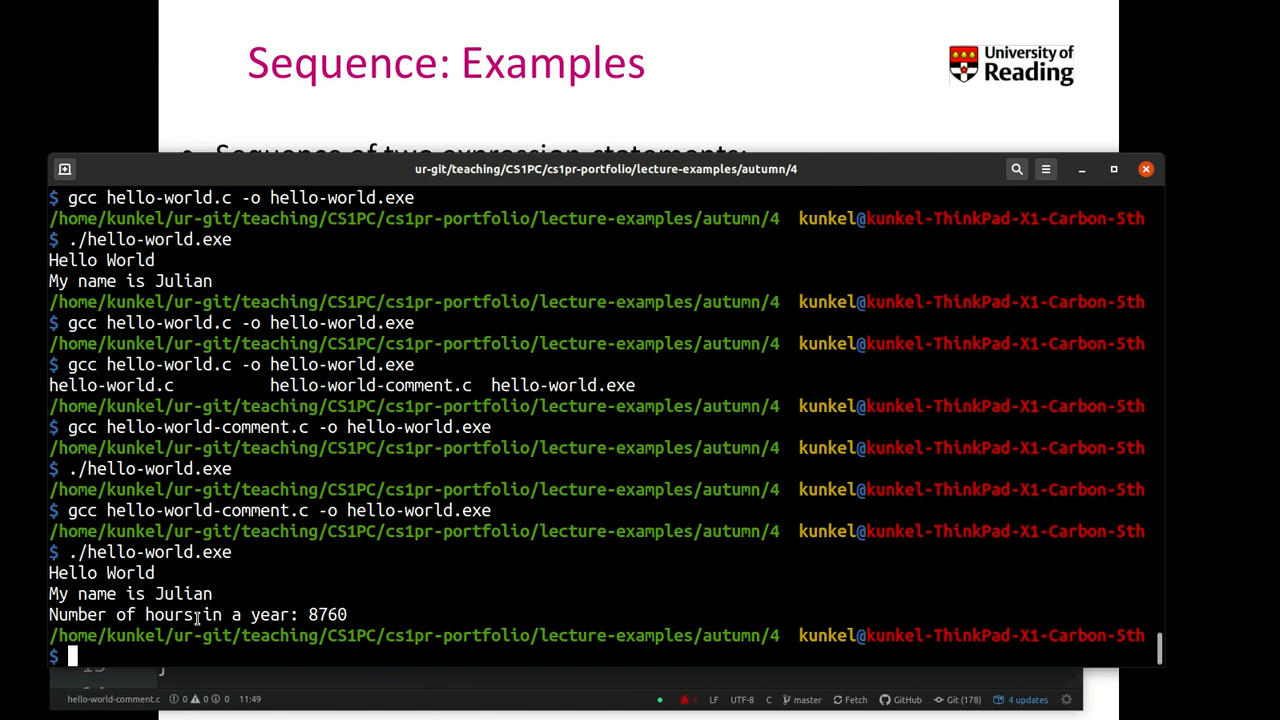 Sequence: Examples
University of
Reading
• Sequence of two expression statements:
ur-git/teaching/CS1PC/cs1pr-portfolio/lecture-examples/autumn/4
$ gcc hello-world.c -o hello-world.exe
/home/kunkel/ur-git/teaching/CS1PC/cs1pr-portfolio/lecture-examples/autumn/4 kunkel@kunkel-ThinkPad-X1-Carbon-5th
$ ./hello-world.exe
Hello World
My name is Julian
/home/kunkel/ur-git/teaching/CS1PC/cs1pr-portfolio/lecture-examples/autumn/4 kunkel@kunkel-ThinkPad-X1-Carbon-5th
$ gcc hello-world.c -o hello-world.exe
/home/kunkel/ur-git/teaching/CS1PC/cs1pr-portfolio/lecture-examples/autumn/4 kunkel@kunkel-ThinkPad-X1-Carbon-5th
$ gcc hello-world.c -o hello-world.exe
hello-world.c hello-world-comment.c hello-world.exe
/home/kunkel/ur-git/teaching/CS1PC/cs1pr-portfolio/lecture-examples/autumn/4 kunkel@kunkel-ThinkPad-X1-Carbon-5th
$ gcc hello-world-comment.c -o hello-world.exe
/home/kunkel/ur-git/teaching/CS1PC/cs1pr-portfolio/lecture-examples/autumn/4 kunkel@kunkel-ThinkPad-X1-Carbon-5th
$ ./hello-world.exe
/home/kunkel/ur-git/teaching/CS1PC/cs1pr-portfolio/lecture-examples/autumn/4 kunkel@kunkel-ThinkPad-X1-Carbon-5th
$ gcc hello-world-comment.c -o hello-world.exe
/home/kunkel/ur-git/teaching/CS1PC/cs1pr-portfolio/lecture-examples/autumn/4 kunkel@kunkel-ThinkPad-X1-Carbon-5th
$ ./hello-world.exe
Hello World
My name is Julian
Number of hours in a year: 8760
/home/kunkel/ur-git/teaching/CS1PC/cs1pr-portfolio/lecture-examples/autumn/4 kunkel@kunkel-ThinkPad-X1-Carbon-5th
$
hello-world-comment.c 0 0 0 11:49 LF UTF-8 C master Fetch GitHub Git (178) 4 updates